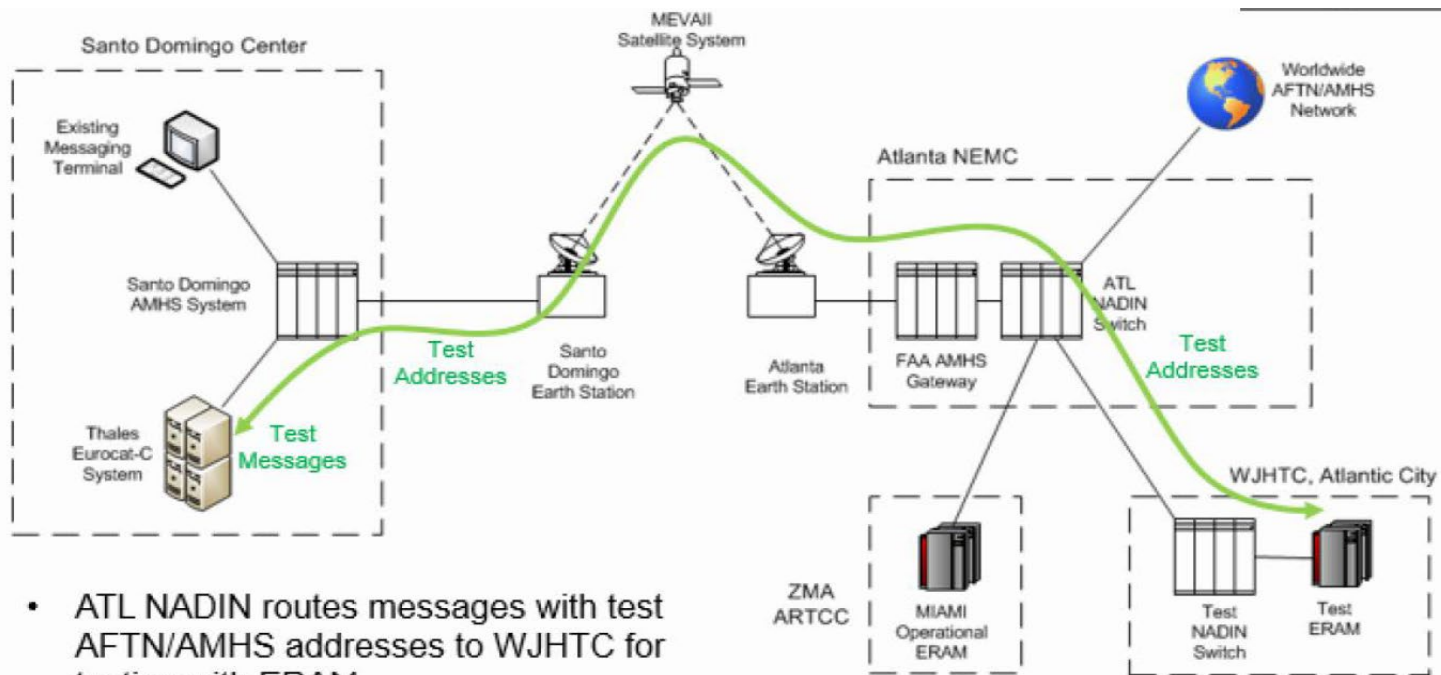 MEVAII
Satellite System
Santo Domingo Center
Worldwide
AFTN/AMHS
Network
Existing
Messaging
Terminal
Atlanta NEMC
Santo Domingo
AMHS System
ATL
NADIN
Switch
Test
Addresses
Santo
Domingo
Earth Station
Atlanta
Earth Station
FAA AMHS
Gateway
Test
Addresses
Thales
Eurocat-C
System
Test
Messages
WJHTC, Atlantic City
ZMA
ARTCC
MIAMI
Operational
ERAM
Test
NADIN
Switch
Test
ERAM
• ATL NADIN routes messages with test
AFTN/AMHS addresses to WJHTC for